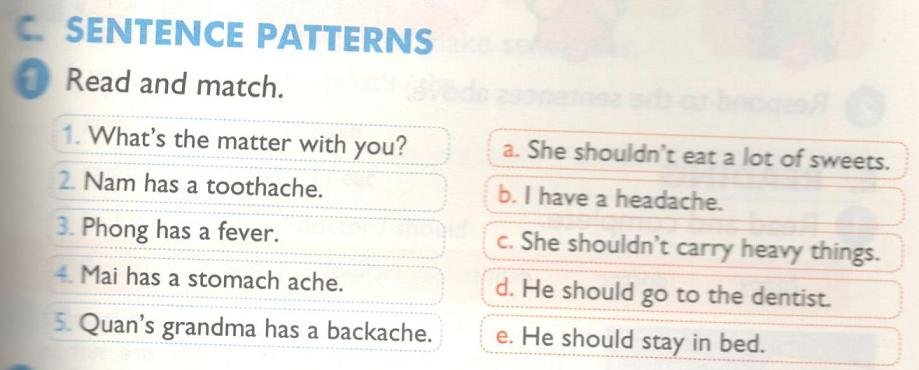 C. SENTENCE PATTERNS
1 Read and match.
1. What's the matter with you?
2. Nam has a toothache.
3. Phong has a fever.
4. Mai has a stomach ache.
5. Quan's grandma has a backache.
a. She shouldn't eat a lot of sweets.
b. I have a headache.
c. She shouldn't carry heavy things.
d. He should go to the dentist.
e. He should stay in bed.